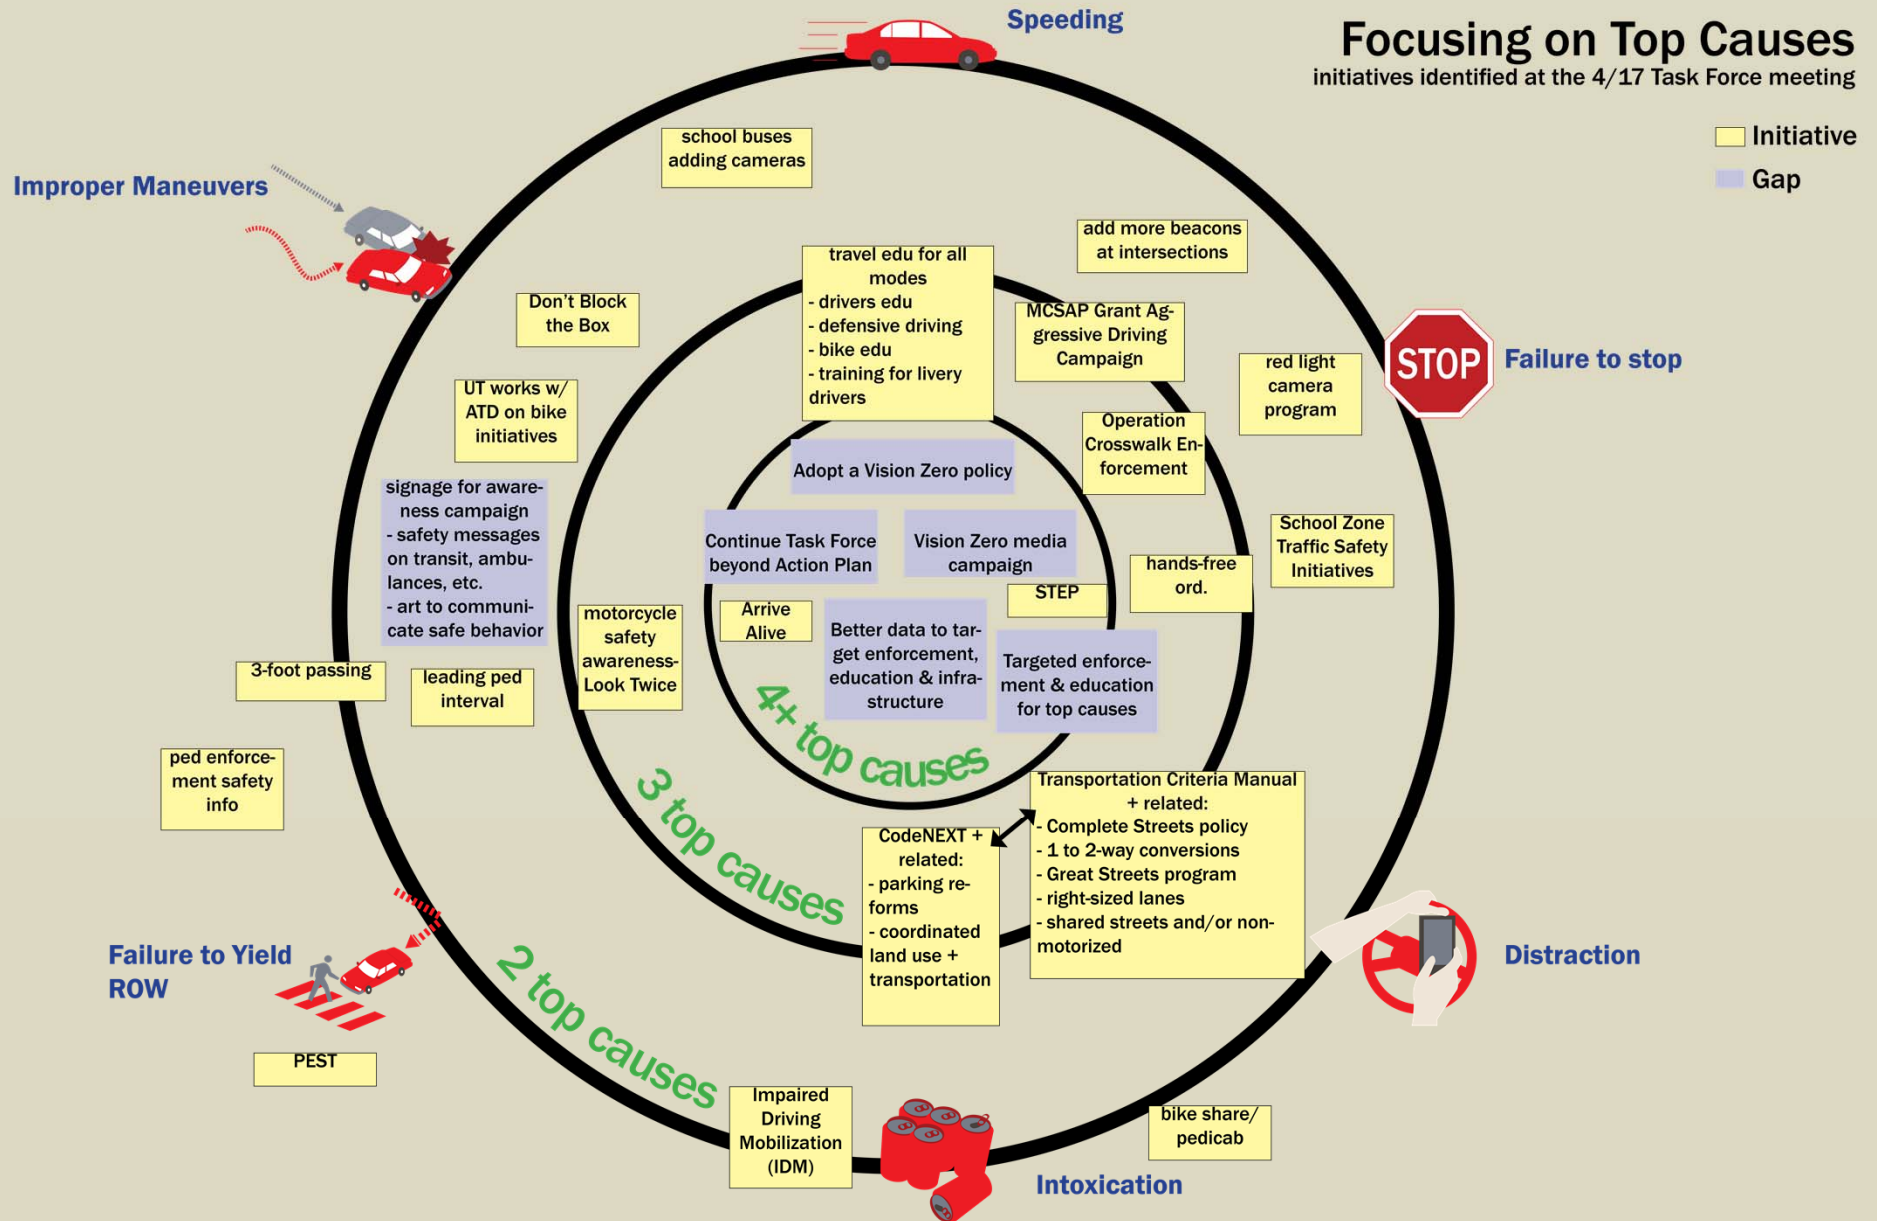 Speeding
Focusing on Top Causes
initiatives identified at the 4/17 Task Force meeting
Initiative
Gap
school buses
adding cameras
Improper Maneuvers
add more beacons
at intersections
travel edu for all
modes
- drivers edu
- defensive driving
- bike edu
- training for livery
drivers
Don't Block
the Box
MCSAP Grant Ag-
gressive Driving
Campaign
STOP
Failure to stop
red light
camera
program
UT works w/
ATD on bike
initiatives
Operation
Crosswalk En-
forcement
Adopt a Vision Zero policy
signage for aware-
ness campaign
- safety messages
on transit, ambu-
lances, etc.
- art to communi-
cate safe behavior
Continue Task Force
beyond Action Plan
Vision Zero media
campaign
School Zone
Traffic Safety
Initiatives
hands-free
ord.
STEP
Arrive
Alive
motorcycle
safety
awareness-
Look Twice
Better data to tar-
get enforcement,
education & infra-
structure
Targeted enforce-
ment & education
for top causes
3-foot passing
leading ped
interval
4+ top causes
ped enforce-
ment safety
info
3 top causes
Transportation Criteria Manual
+ related:
- Complete Streets policy
- 1 to 2-way conversions
- Great Streets program
- right-sized lanes
- shared streets and/or non-
motorized
CodeNEXT +
related:
- parking re-
forms
- coordinated
land use +
transportation
Failure to Yield
ROW
Distraction
2 top causes
PEST
Impaired
Driving
Mobilization
(IDM)
bike share/
pedicab
Intoxication